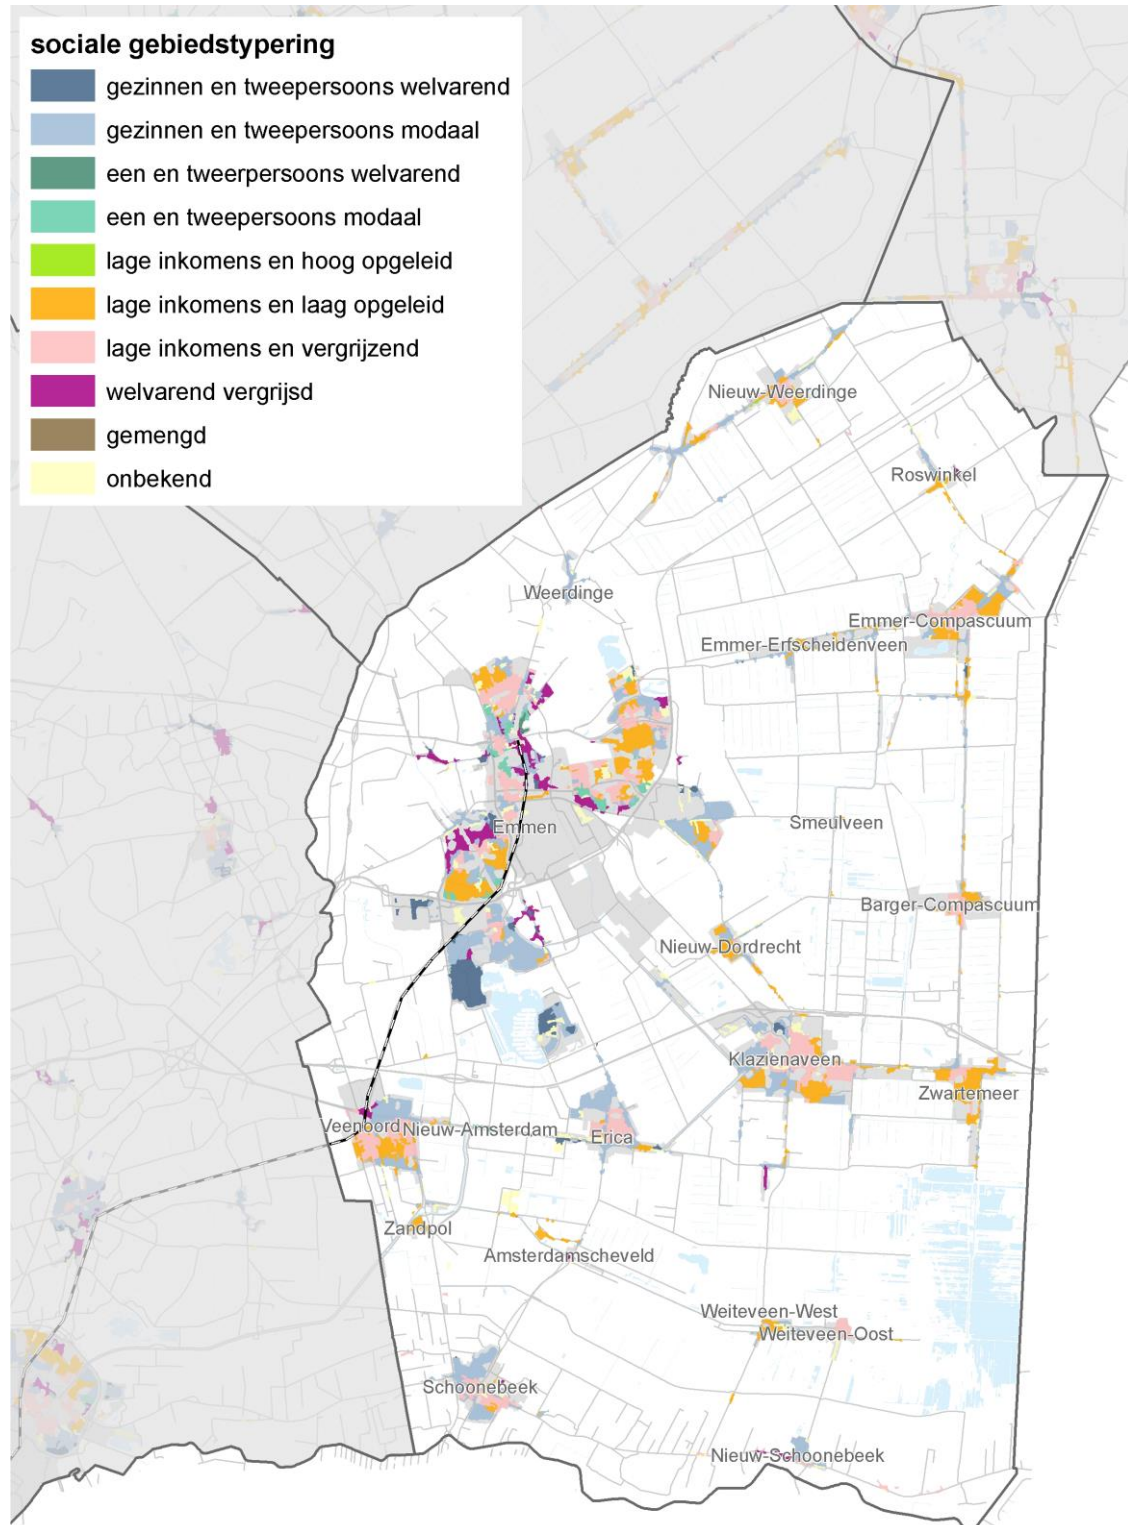 sociale gebiedstypering
gezinnen en tweepersoons welvarend
gezinnen en tweepersoons modaal
een en tweerpersoons welvarend
een en tweepersoons modaal
lage inkomens en hoog opgeleid
lage inkomens en laag opgeleid
lage inkomens en vergrijzend
welvarend vergrijsd
gemengd
onbekend
Nieuw-Weerdinge
Roswinkel
Weerdinge
Emmer-Compascuum
Emmer-Erfscheidenveen
Smeulveen
Emmen
Barger-Compascuum
Nieuw-Dordrecht
Klazienaveen
Zwartemeer
Veenoord
Nieuw-Amsterdam
Erica
Zandpol
Amsterdamscheveld
Weiteveen-West
Weiteveen-Oost
Schoonebeek
Nieuw-Schoonebeek